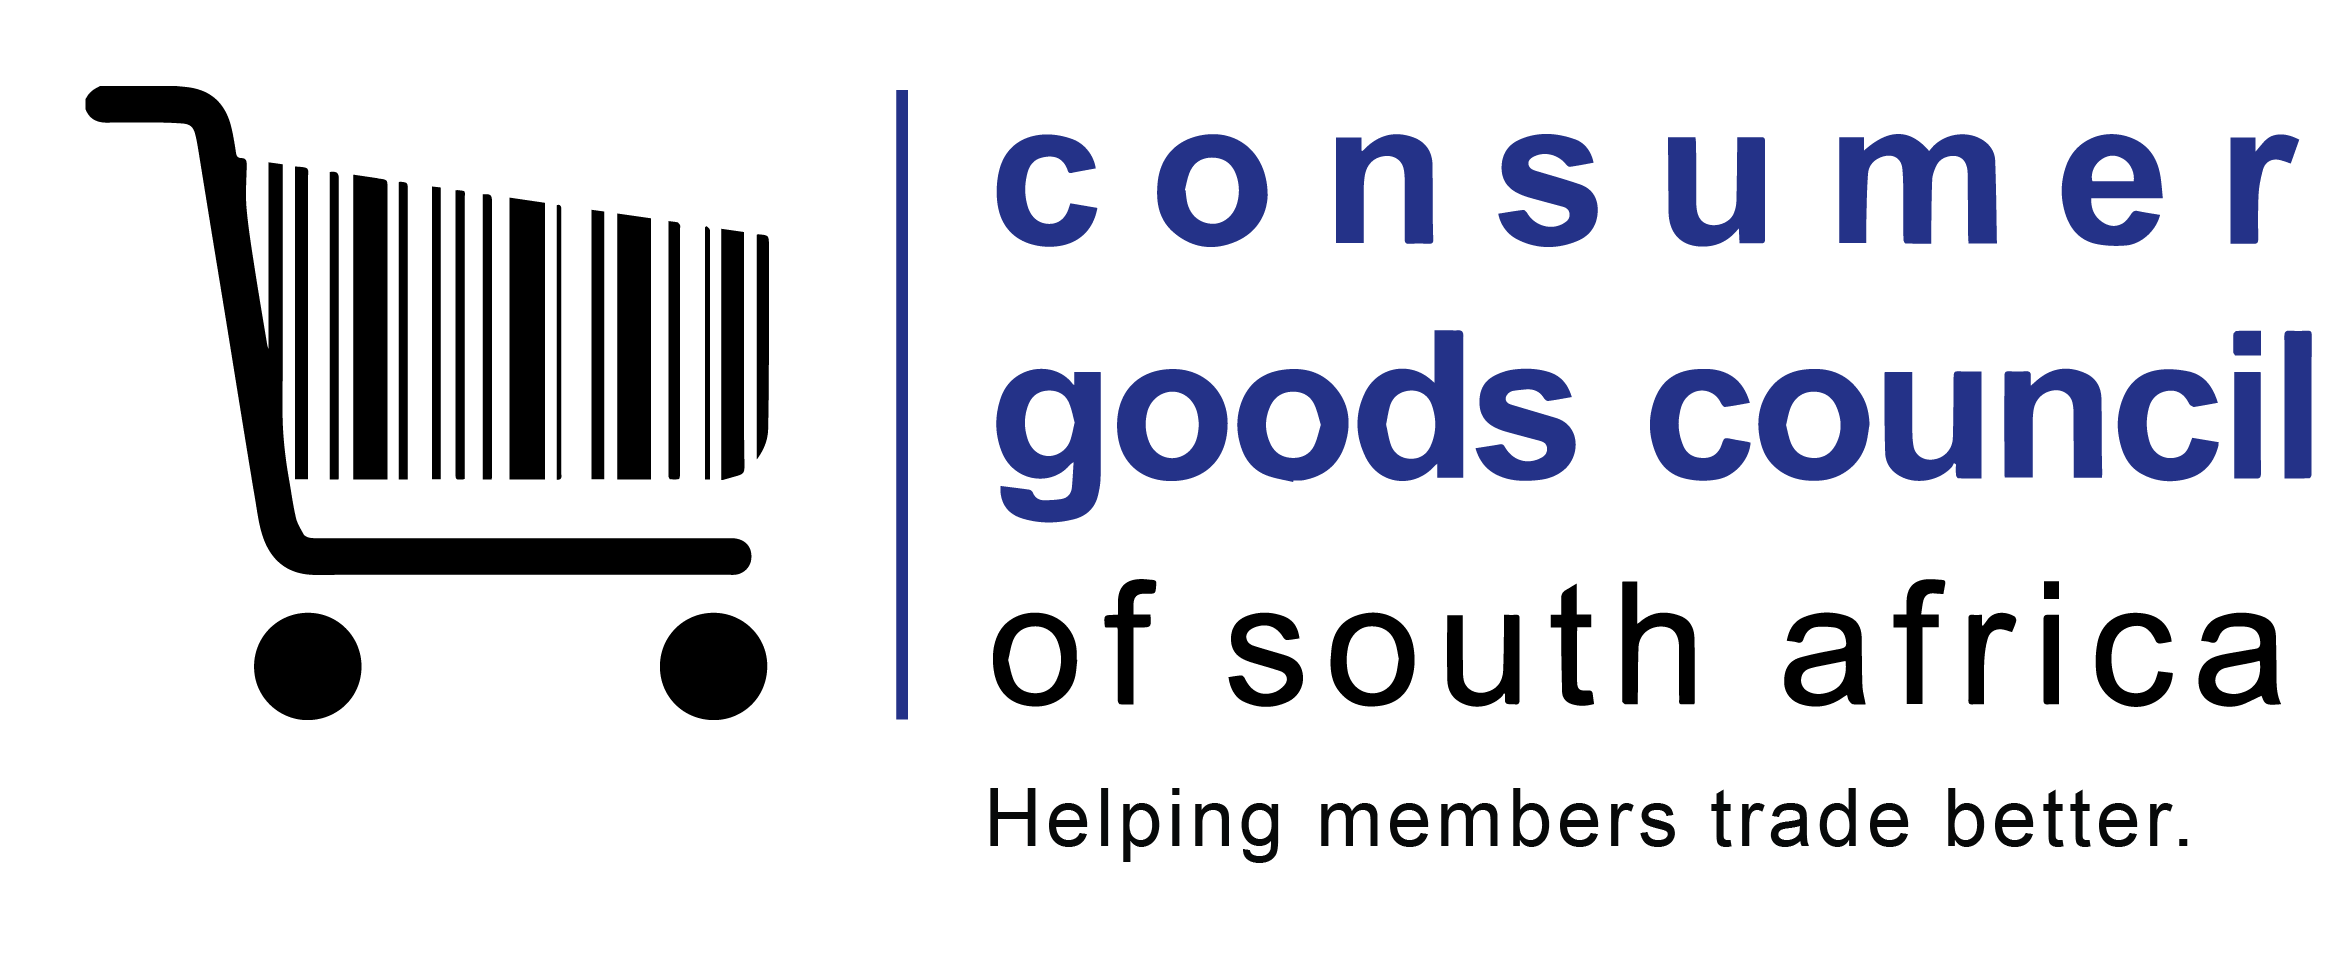 consumer
goods council
of south africa
Helping members trade better.